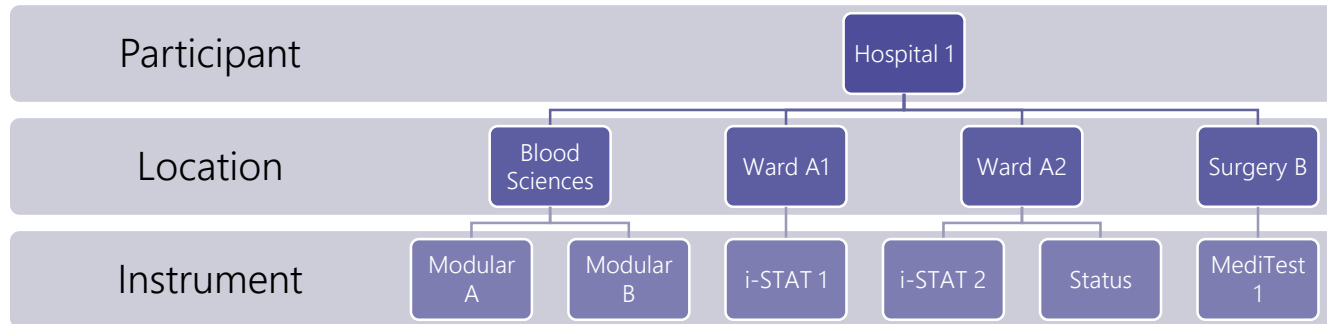 Participant
Hospital 1
Location
Blood
Sciences
Ward A1
Ward A2
Surgery B
Instrument
Modular
A
Modular
B
i-STAT 1
i-STAT 2
Status
MediTest
1